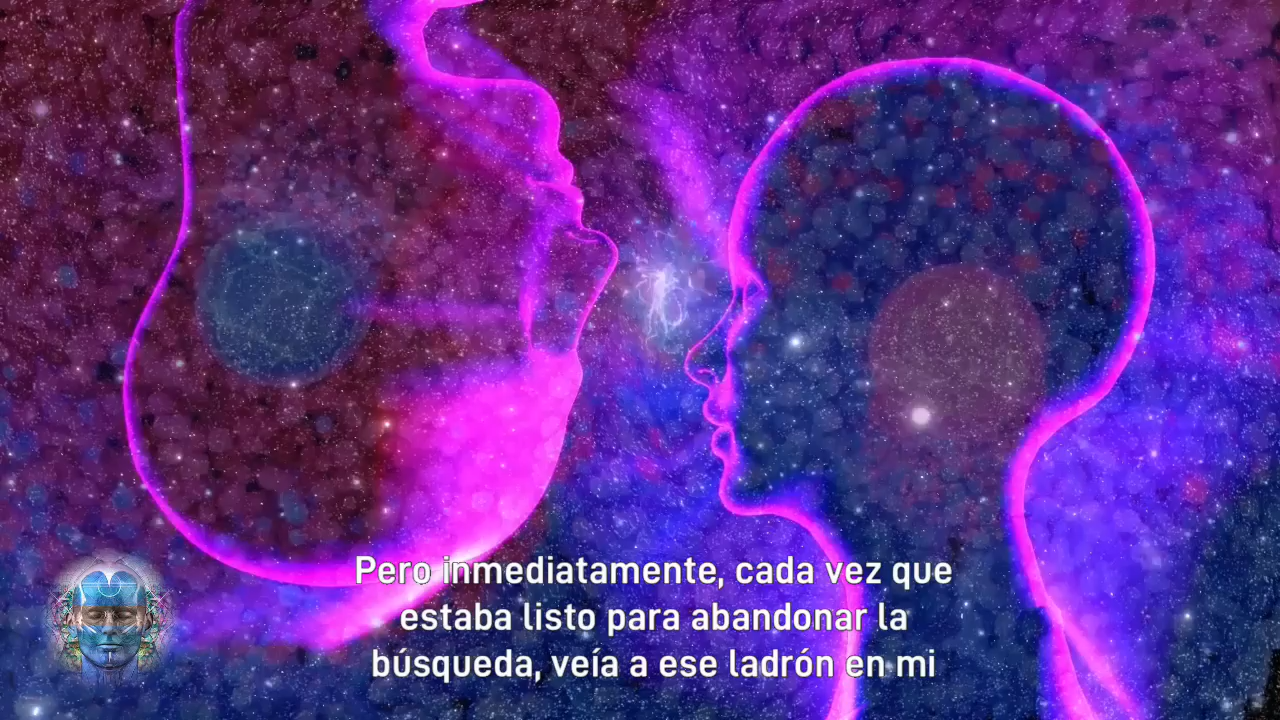 Pero inmediatamente, cada vez que
estaba listo para abandonar la
búsqueda, veía a ese ladrón en mi